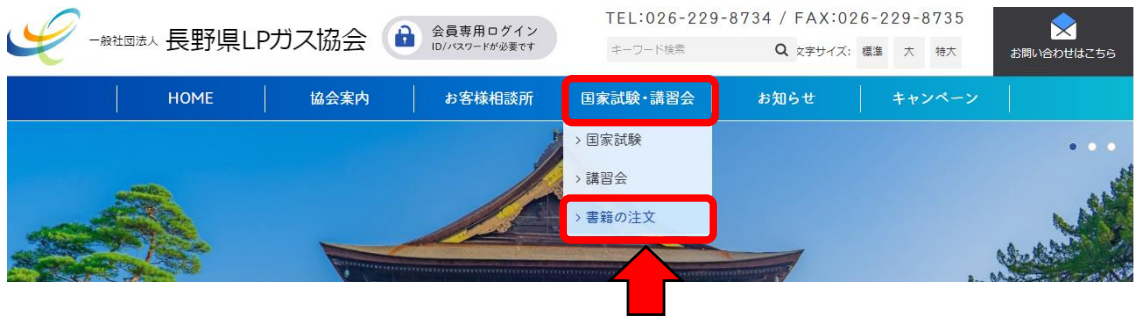 一般社団法人 長野県LPガス協会
会員専用ログイン
ID/パスワードが必要です
TEL:026-229-8734 / FAX:026-229-8735
キーワード検索
文字サイズ: 標準 大 特大
お問い合わせはこちら
HOME 協会案内 お客様相談所 国家試験・講習会 お知らせ キャンペーン
> 国家試験
> 講習会
> 書籍の注文